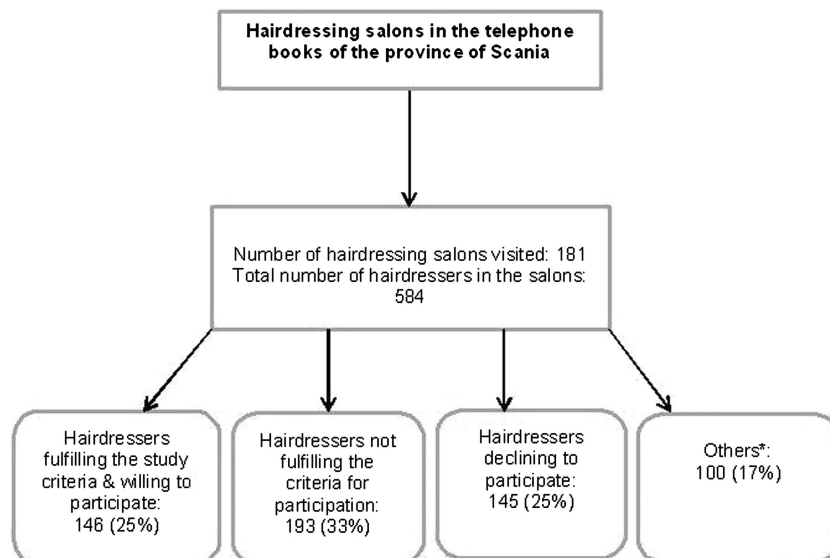 Hairdressing salons in the telephone
books of the province of Scania
Number of hairdressing salons visited: 181
Total number of hairdressers in the salons:
584
Hairdressers
fulfilling the study
criteria & willing to
participate:
146 (25%)
Hairdressers not
fulfilling the
criteria for
participation:
193 (33%)
Hairdressers
declining to
participate:
145 (25%)
Others*:
100 (17%)